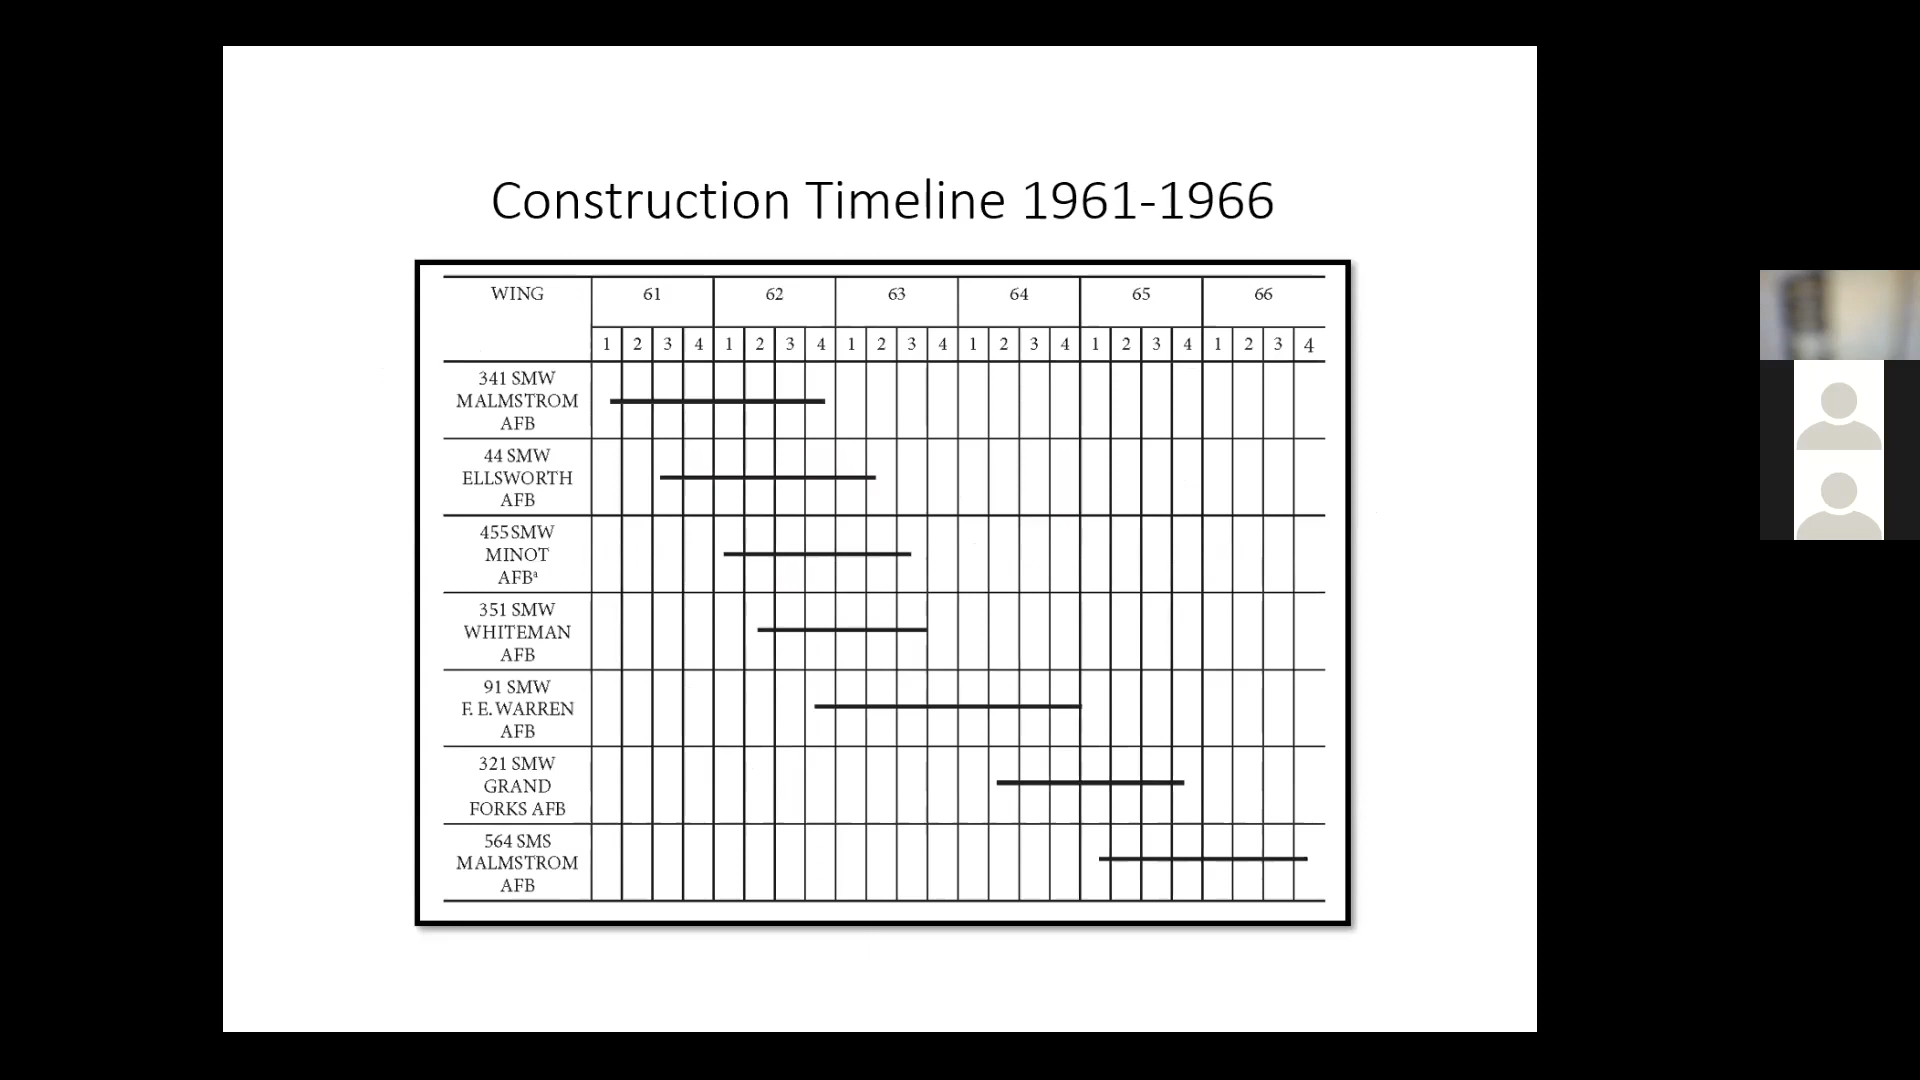 Construction Timeline 1961-1966
WING 61 62 63 64 65 66
1 2 3 4 1 2 3 4 1 2 3 4 1 2 3 4 1 2 3 4 1 2 3 4
341 SMW
MALMSTROM
AFB
44 SMW
ELLSWORTH
AFB
455 SMW
MINOT
AFBᵃ
351 SMW
WHITEMAN
AFB
91 SMW
F. E. WARREN
AFB
321 SMW
GRAND
FORKS AFB
564 SMS
MALMSTROM
AFB